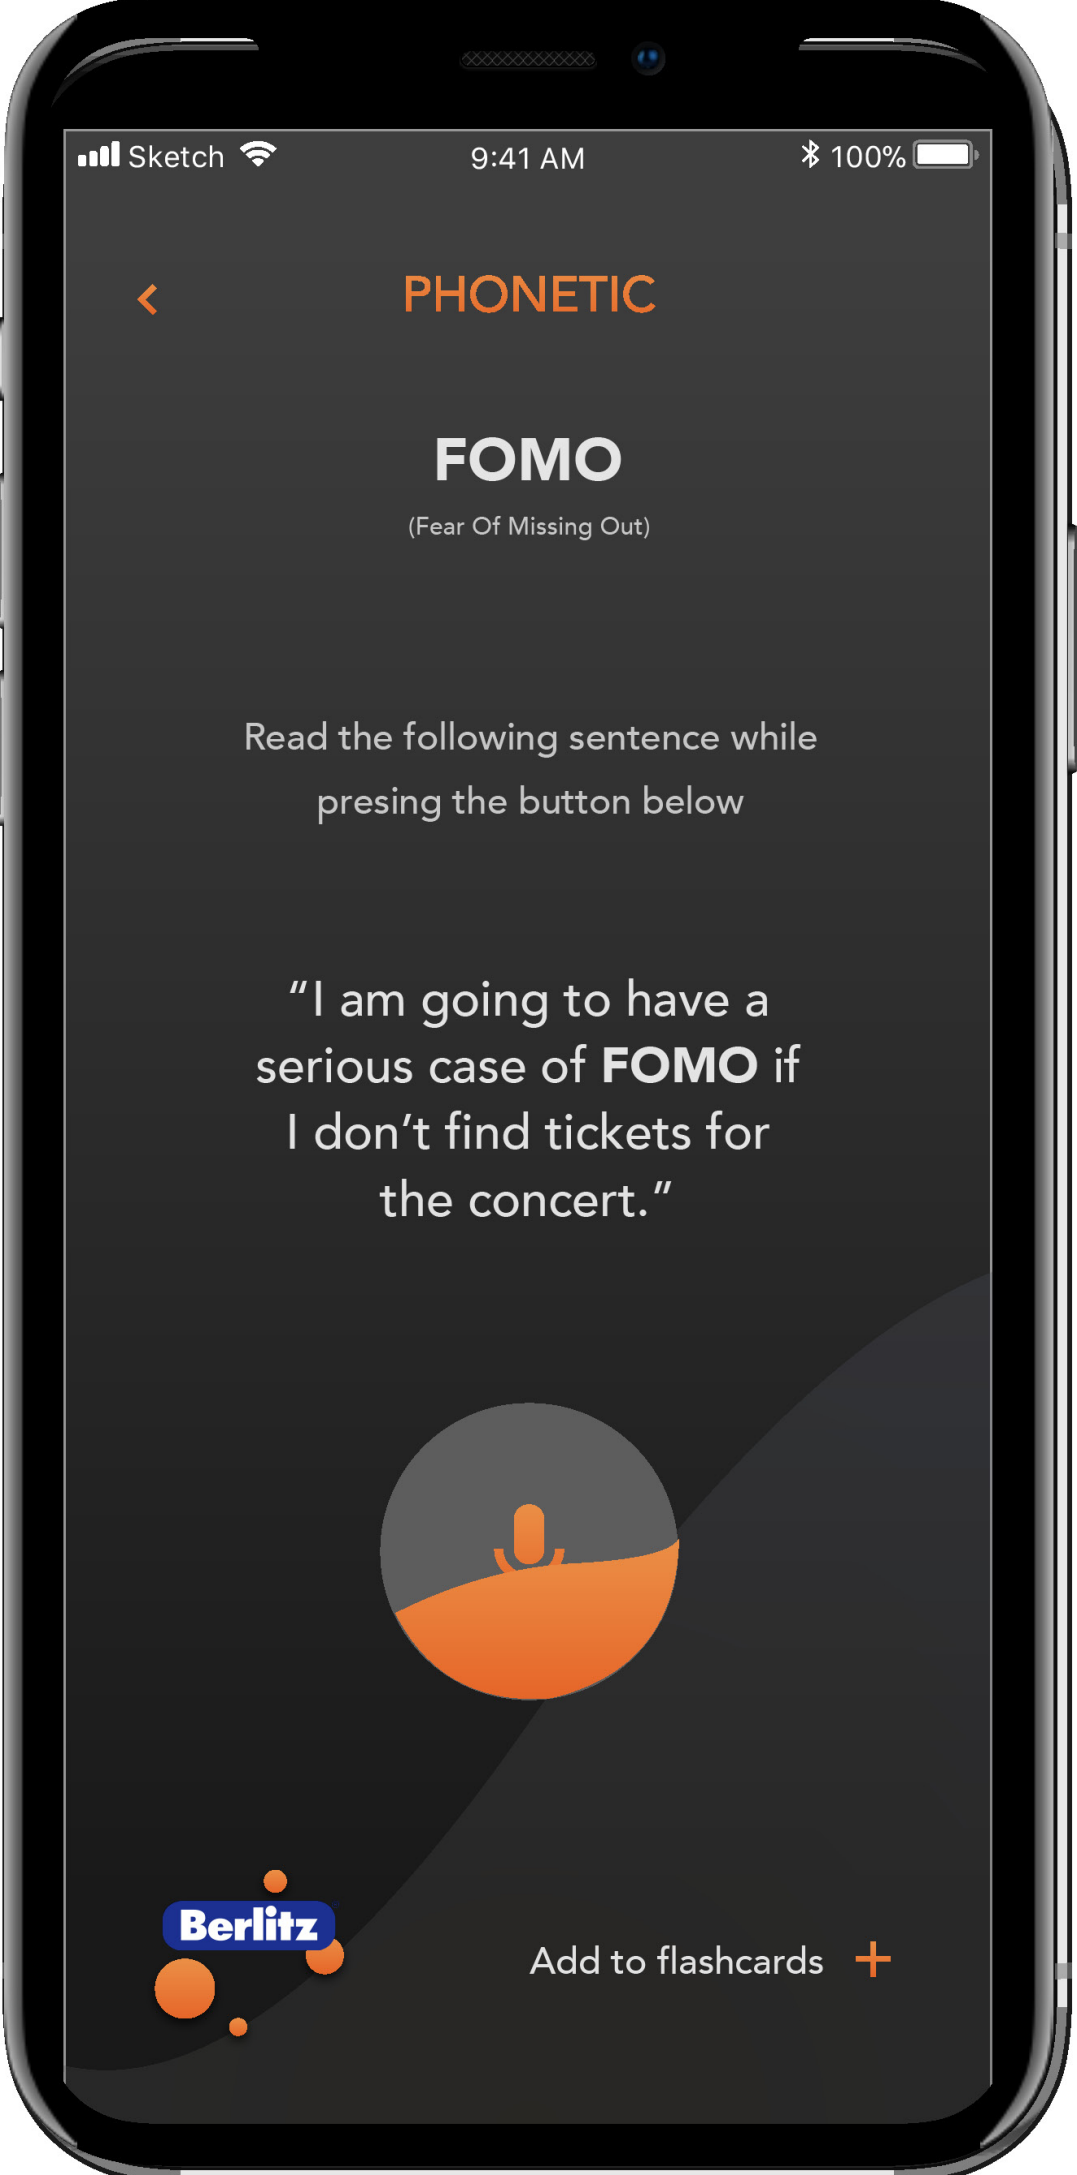 Sketch 9:41 AM 100%
PHONETIC
FOMO
(Fear Of Missing Out)
Read the following sentence while
presing the button below
“I am going to have a
serious case of FOMO if
I don’t find tickets for
the concert.”
Berlitz
Add to flashcards +